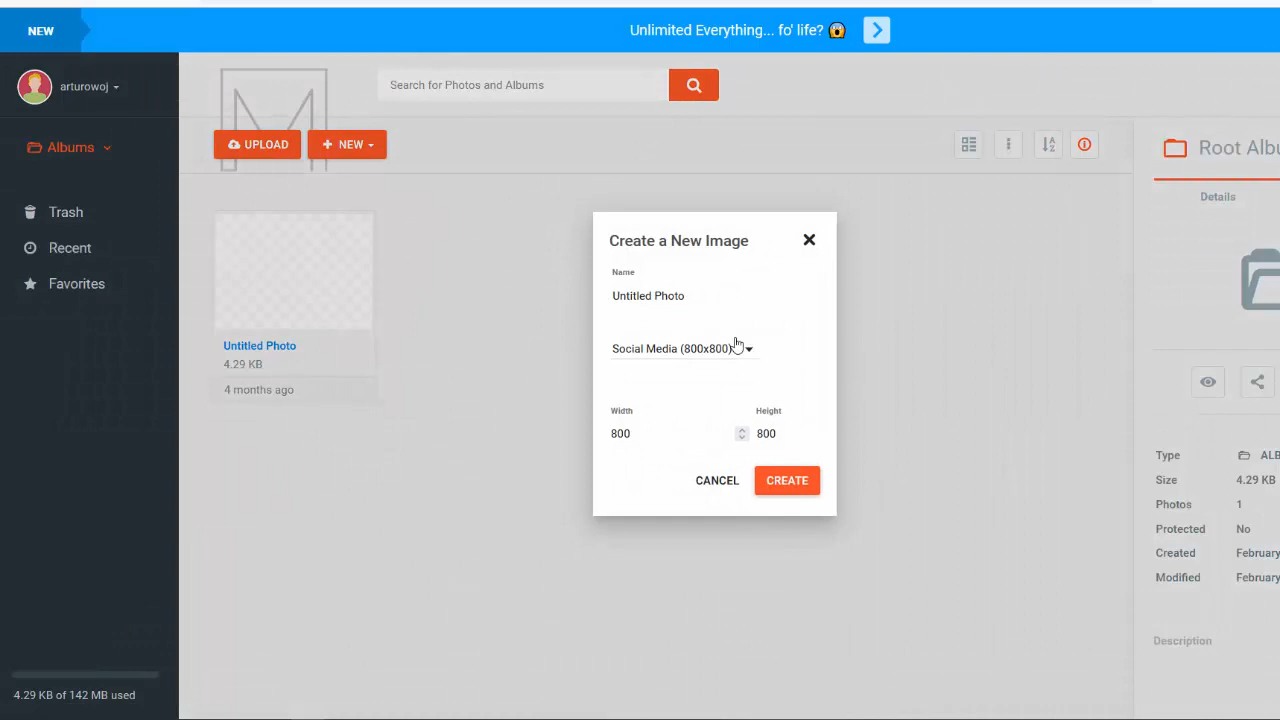 NEW
Unlimited Everything... fo' life? 😱
arturowoj
Search for Photos and Albums
Albums
UPLOAD
NEW
Root Albu
Trash
Recent
Favorites
Details
Create a New Image
Name
Untitled Photo
Social Media (800x800)
Width
Height
800
800
CANCEL
CREATE
Untitled Photo
4.29 KB
4 months ago
Type
ALB
Size
4.29 KB
Photos
1
Protected
No
Created
February
Modified
February
Description
4.29 KB of 142 MB used